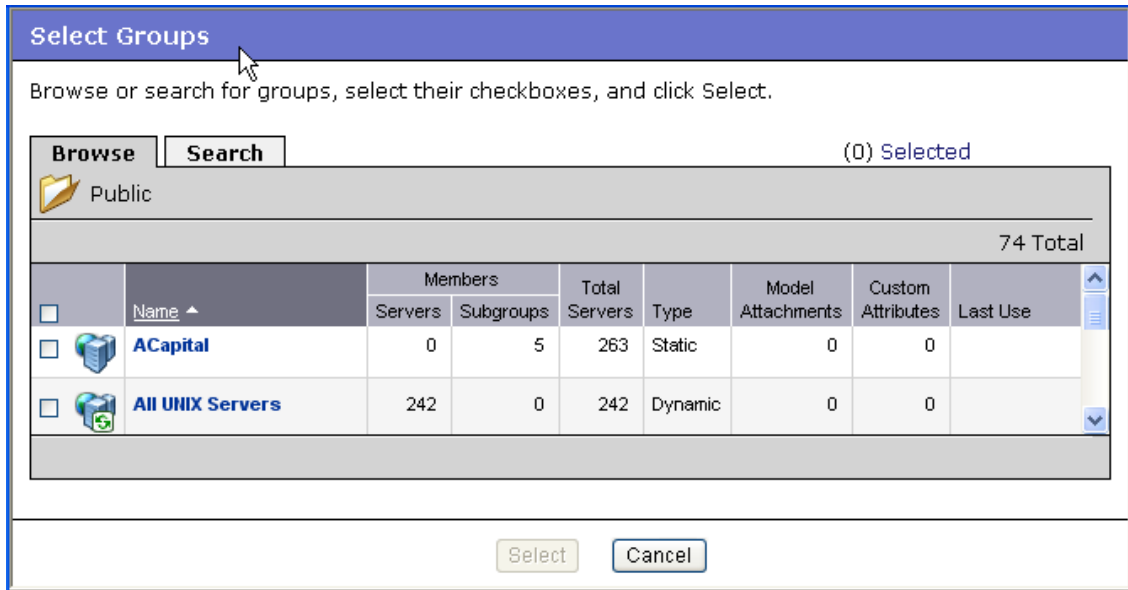 Select Groups
Browse or search for groups, select their checkboxes, and click Select.
Browse Search (0) Selected
Public
74 Total
Members Total Model Custom
Name Servers Subgroups Servers Type Attachments Attributes Last Use
ACapital 0 5 263 Static 0 0
All UNIX Servers 242 0 242 Dynamic 0 0
Select Cancel